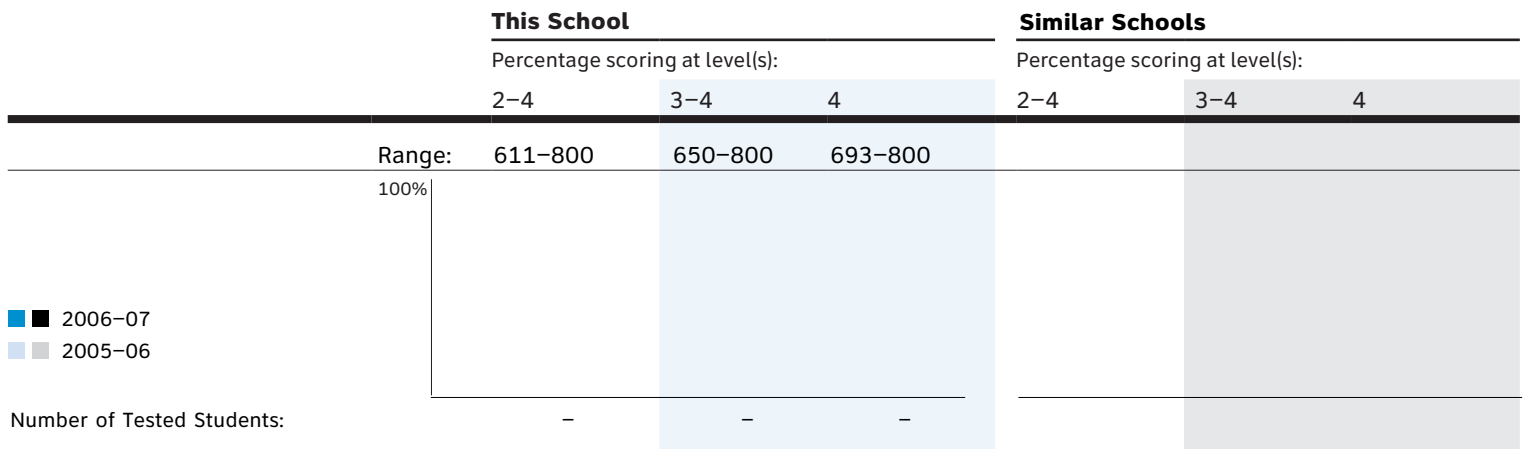 This School Similar Schools
Percentage scoring at level(s): Percentage scoring at level(s):
2–4 3–4 4 2–4 3–4 4
Range: 611–800 650–800 693–800
100%
2006–07
2005–06
Number of Tested Students: – – –